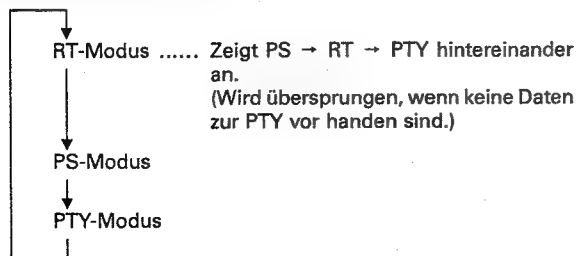 RT-Modus ...... Zeigt PS → RT → PTY hintereinander
an.
(Wird übersprungen, wenn keine Daten
zur PTY vor handen sind.)
PS-Modus
PTY-Modus